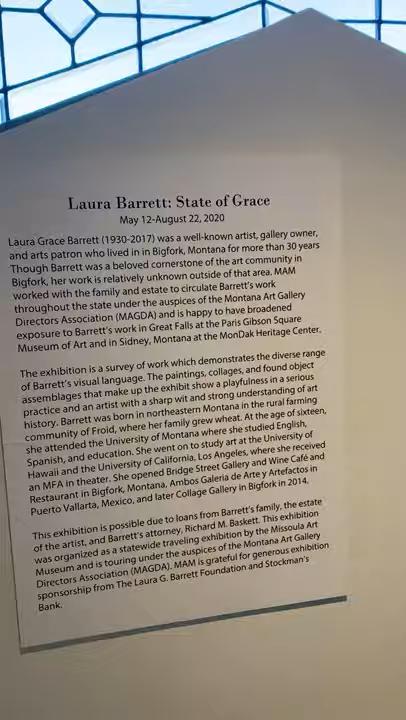 Laura Barrett: State of Grace
May 12-August 22, 2020
Laura Grace Barrett (1930-2017) was a well-known artist, gallery owner,
and arts patron who lived in in Bigfork, Montana for more than 30 years
Though Barrett was a beloved cornerstone of the art community in
Bigfork, her work is relatively unknown outside of that area. MAM
worked with the family and estate to circulate Barrett's work
throughout the state under the auspices of the Montana Art Gallery
Directors Association (MAGDA) and is happy to have broadened
exposure to Barrett's work in Great Falls at the Paris Gibson Square
Museum of Art and in Sidney, Montana at the MonDak Heritage Center.
The exhibition is a survey of work which demonstrates the diverse range
of Barrett's visual language. The paintings, collages, and found object
assemblages that make up the exhibit show a playfulness in a serious
practice and an artist with a sharp wit and strong understanding of art
history. Barrett was born in northeastern Montana in the rural farming
community of Froid, where her family grew wheat. At the age of sixteen,
she attended the University of Montana where she studied English,
Spanish, and education. She went on to study art at the University of
Hawaii and the University of California, Los Angeles, where she received
an MFA in theater. She opened Bridge Street Gallery and Wine Café and
Restaurant in Bigfork, Montana, Ambos Galeria de Arte y Artefactos in
Puerto Vallarta, Mexico, and later Collage Gallery in Bigfork in 2014.
This exhibition is possible due to loans from Barrett's family, the estate
of the artist, and Barrett's attorney, Richard M. Baskett. This exhibition
was organized as a statewide traveling exhibition by the Missoula Art
Museum and is touring under the auspices of the Montana Art Gallery
Directors Association (MAGDA). MAM is grateful for generous exhibition
sponsorship from The Laura G. Barrett Foundation and Stockman's
Bank.